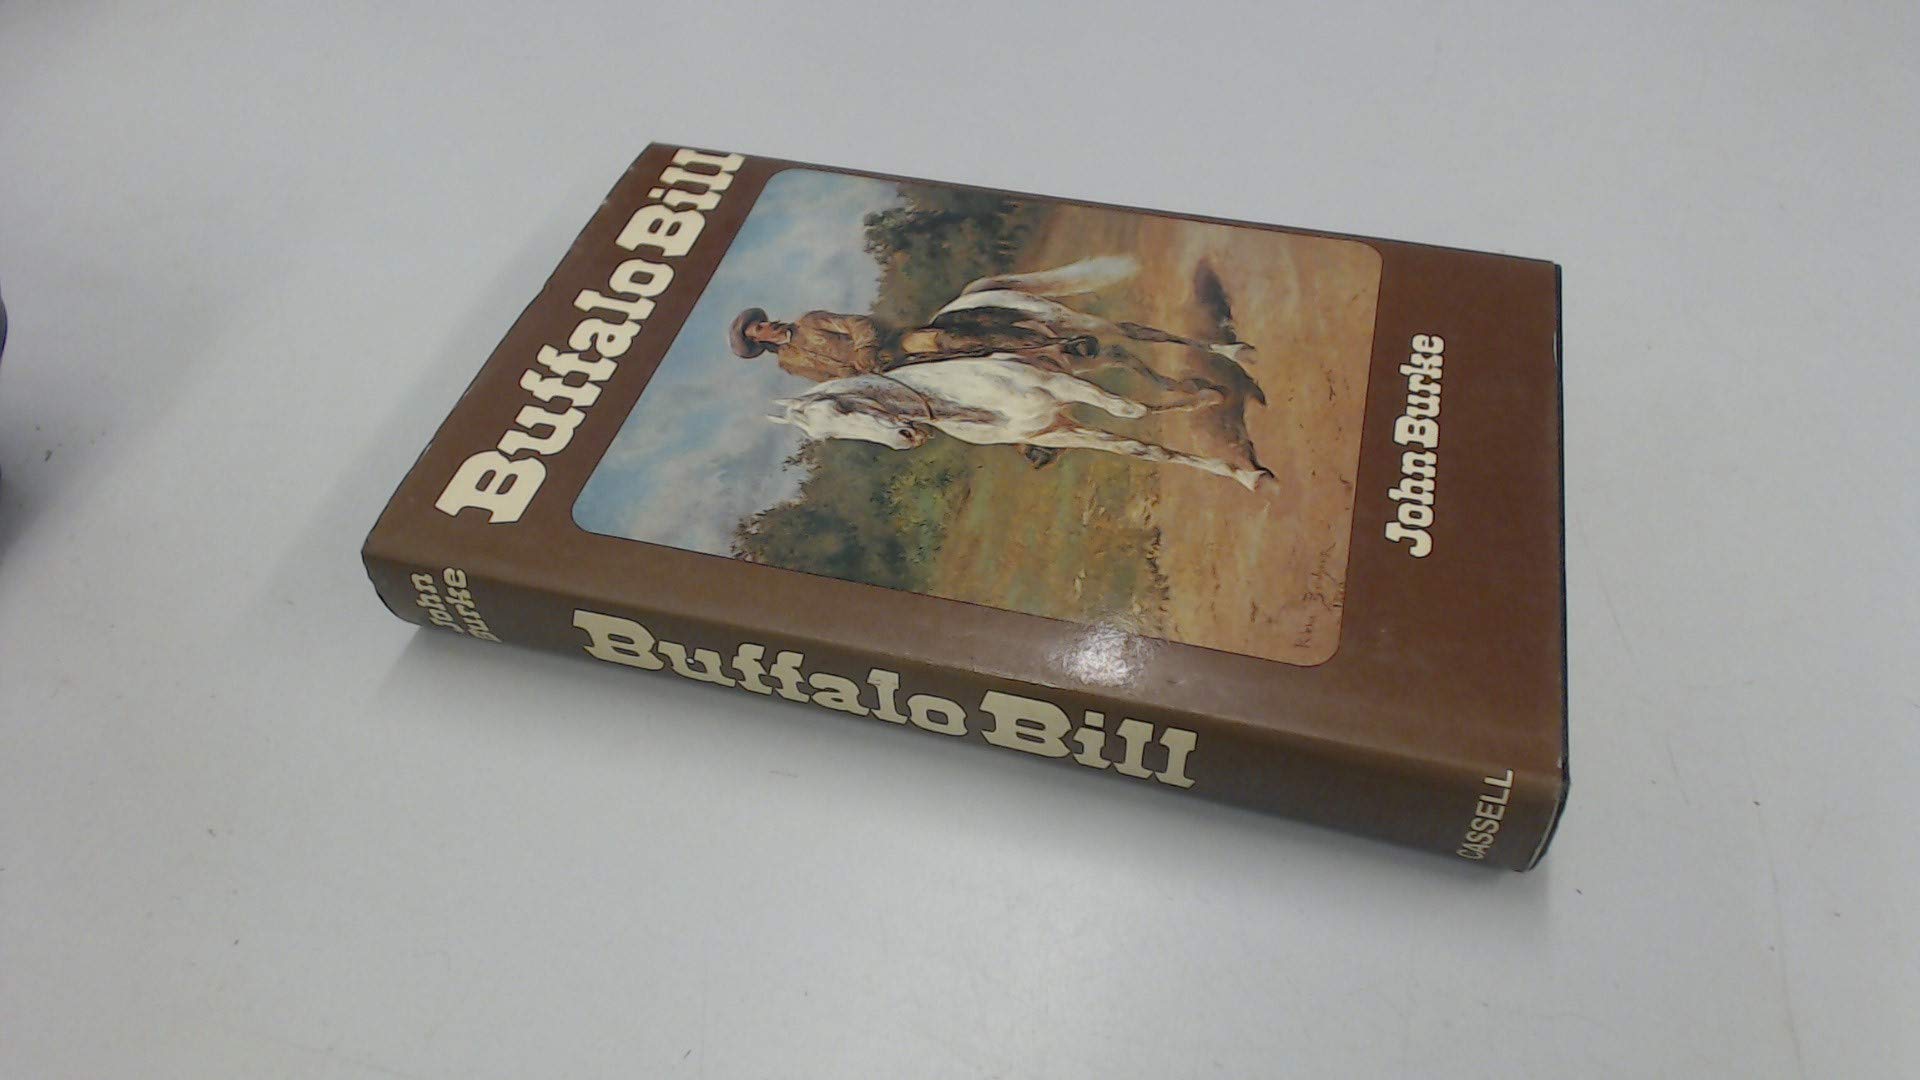 Buffalo Bill
John Burke
John
Burke
Buffalo Bill
CASSELL